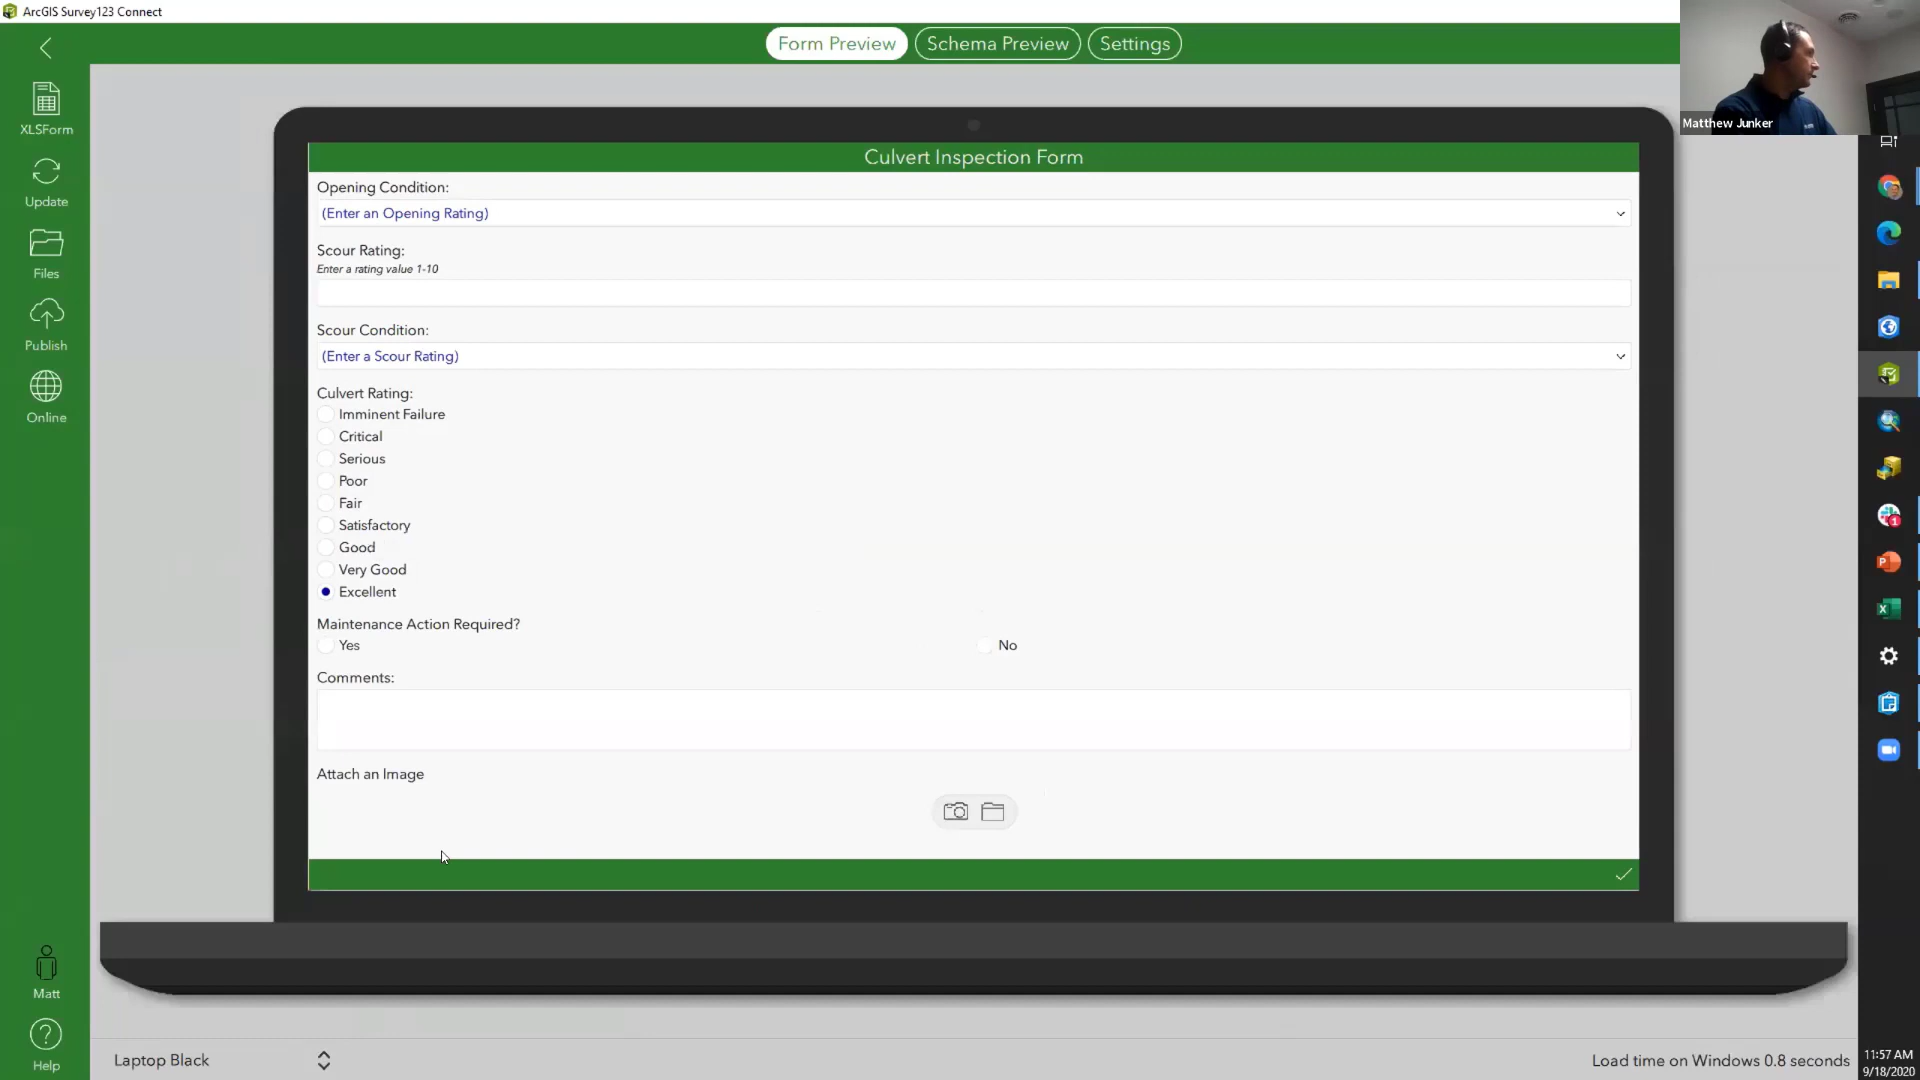 ArcGIS Survey123 Connect
Form Preview
Schema Preview
Settings
Matthew Junker
XLSForm
Update
Files
Publish
Online
Matt
Help
Culvert Inspection Form
Opening Condition:
(Enter an Opening Rating)
Scour Rating:
Enter a rating value 1-10
Scour Condition:
(Enter a Scour Rating)
Culvert Rating:
Imminent Failure
Critical
Serious
Poor
Fair
Satisfactory
Good
Very Good
Excellent
Maintenance Action Required?
Yes
No
Comments:
Attach an Image
Laptop Black
Load time on Windows 0.8 seconds
1
P
X
11:57 AM
9/18/2020